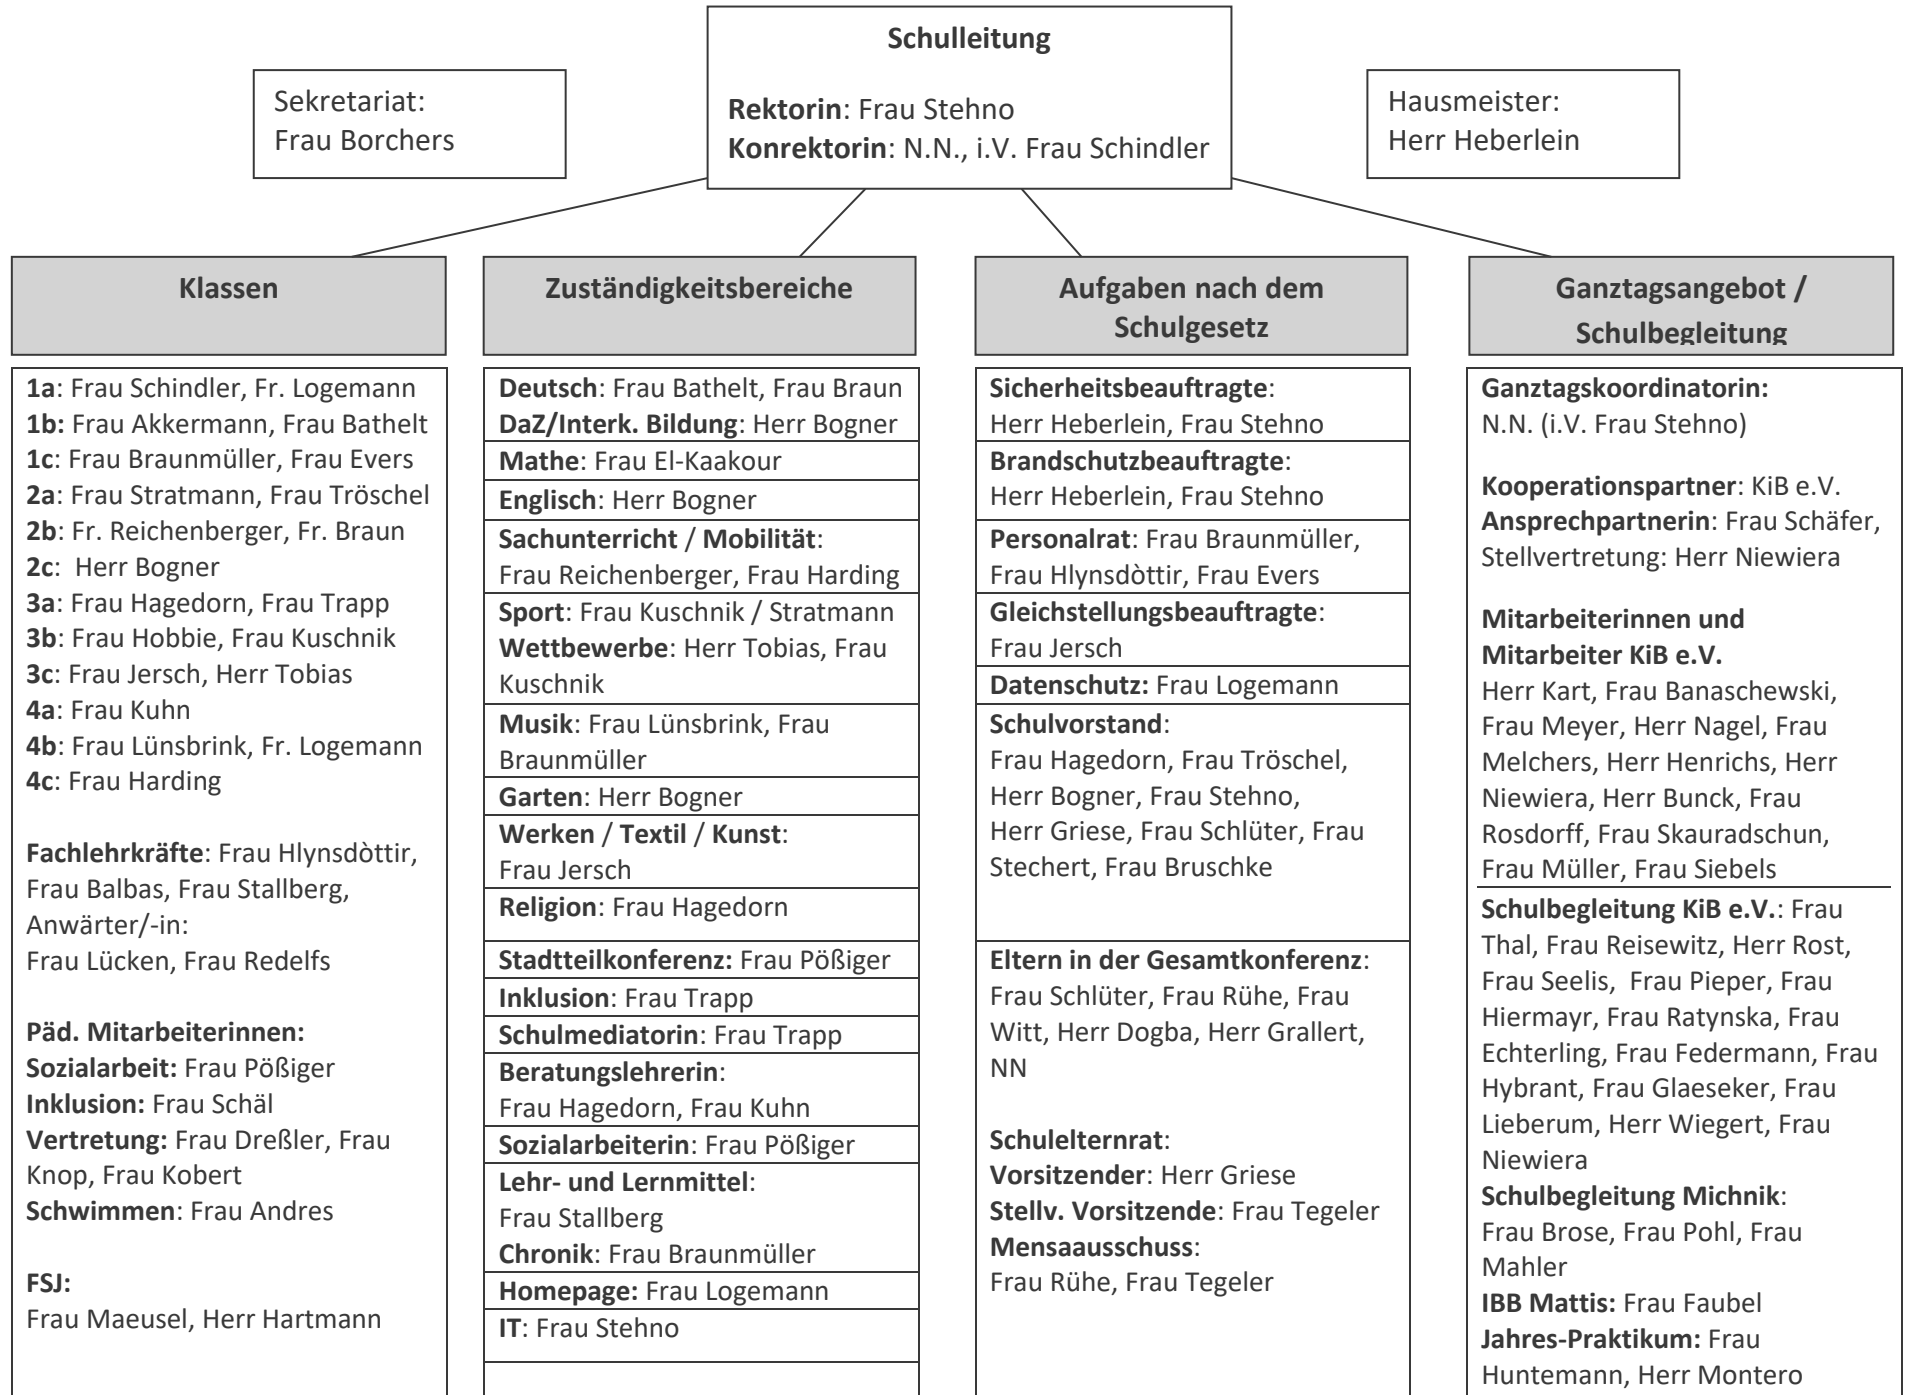 Schulleitung
Rektorin: Frau Stehno
Konrektorin: N.N., i.V. Frau Schindler
Sekretariat:
Frau Borchers
Hausmeister:
Herr Heberlein
Klassen
1a: Frau Schindler, Fr. Logemann
1b: Frau Akkermann, Frau Bathelt
1c: Frau Braunmüller, Frau Evers
2a: Frau Stratmann, Frau Tröschel
2b: Fr. Reichenberger, Fr. Braun
2c: Herr Bogner
3a: Frau Hagedorn, Frau Trapp
3b: Frau Hobbie, Frau Kuschnik
3c: Frau Jersch, Herr Tobias
4a: Frau Kuhn
4b: Frau Lünsbrink, Fr. Logemann
4c: Frau Harding
Fachlehrkräfte: Frau Hlynsdòttir,
Frau Balbas, Frau Stallberg,
Anwärter/-in:
Frau Lücken, Frau Redelfs
Päd. Mitarbeiterinnen:
Sozialarbeit: Frau Pößiger
Inklusion: Frau Schäl
Vertretung: Frau Dreßler, Frau
Knop, Frau Kobert
Schwimmen: Frau Andres
FSJ:
Frau Maeusel, Herr Hartmann
Zuständigkeitsbereiche
Deutsch: Frau Bathelt, Frau Braun
DaZ/Interk. Bildung: Herr Bogner
Mathe: Frau El-Kaakour
Englisch: Herr Bogner
Sachunterricht / Mobilität:
Frau Reichenberger, Frau Harding
Sport: Frau Kuschnik / Stratmann
Wettbewerbe: Herr Tobias, Frau
Kuschnik
Musik: Frau Lünsbrink, Frau
Braunmüller
Garten: Herr Bogner
Werken / Textil / Kunst:
Frau Jersch
Religion: Frau Hagedorn
Stadtteilkonferenz: Frau Pößiger
Inklusion: Frau Trapp
Schulmediatorin: Frau Trapp
Beratungslehrerin:
Frau Hagedorn, Frau Kuhn
Sozialarbeiterin: Frau Pößiger
Lehr- und Lernmittel:
Frau Stallberg
Chronik: Frau Braunmüller
Homepage: Frau Logemann
IT: Frau Stehno
Aufgaben nach dem
Schulgesetz
Sicherheitsbeauftragte:
Herr Heberlein, Frau Stehno
Brandschutzbeauftragte:
Herr Heberlein, Frau Stehno
Personalrat: Frau Braunmüller,
Frau Hlynsdòttir, Frau Evers
Gleichstellungsbeauftragte:
Frau Jersch
Datenschutz: Frau Logemann
Schulvorstand:
Frau Hagedorn, Frau Tröschel,
Herr Bogner, Frau Stehno,
Herr Griese, Frau Schlüter, Frau
Stechert, Frau Bruschke
Eltern in der Gesamtkonferenz:
Frau Schlüter, Frau Rühe, Frau
Witt, Herr Dogba, Herr Grallert,
NN
Schulelternrat:
Vorsitzender: Herr Griese
Stellv. Vorsitzende: Frau Tegeler
Mensaausschuss:
Frau Rühe, Frau Tegeler
Ganztagsangebot /
Schulbegleitung
Ganztagskoordinatorin:
N.N. (i.V. Frau Stehno)
Kooperationspartner: KiB e.V.
Ansprechpartnerin: Frau Schäfer,
Stellvertretung: Herr Niewiera
Mitarbeiterinnen und
Mitarbeiter KiB e.V.
Herr Kart, Frau Banaschewski,
Frau Meyer, Herr Nagel, Frau
Melchers, Herr Henrichs, Herr
Niewiera, Herr Bunck, Frau
Rosdorff, Frau Skauradschun,
Frau Müller, Frau Siebels
Schulbegleitung KiB e.V.: Frau
Thal, Frau Reisewitz, Herr Rost,
Frau Seelis, Frau Pieper, Frau
Hiermayr, Frau Ratynska, Frau
Echterling, Frau Federmann, Frau
Hybrant, Frau Glaeseker, Frau
Lieberum, Herr Wiegert, Frau
Niewiera
Schulbegleitung Michnik:
Frau Brose, Frau Pohl, Frau
Mahler
IBB Mattis: Frau Faubel
Jahres-Praktikum: Frau
Huntemann, Herr Montero